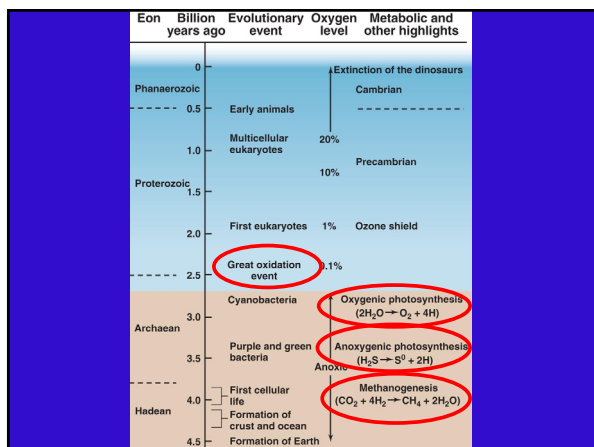 Eon Billion Evolutionary Oxygen Metabolic and
years ago event level other highlights
0
Extinction of the dinosaurs
Phanaerozoic Cambrian
0.5 Early animals
Multicellular 20%
eukaryotes
1.0
Precambrian
10%
Proterozoic
1.5
First eukaryotes 1% Ozone shield
2.0
Great oxidation 0.1%
event
2.5
Cyanobacteria Oxygenic photosynthesis
(2H₂O→O₂ + 4H)
3.0
Archaean
Purple and green Anoxygenic photosynthesis
bacteria (H₂S→S⁰ + 2H)
3.5
Anoxic
Methanogenesis
First cellular (CO₂ + 4H₂→CH₄ + 2H₂O)
life
4.0
Hadean Formation of
crust and ocean
4.5 Formation of Earth